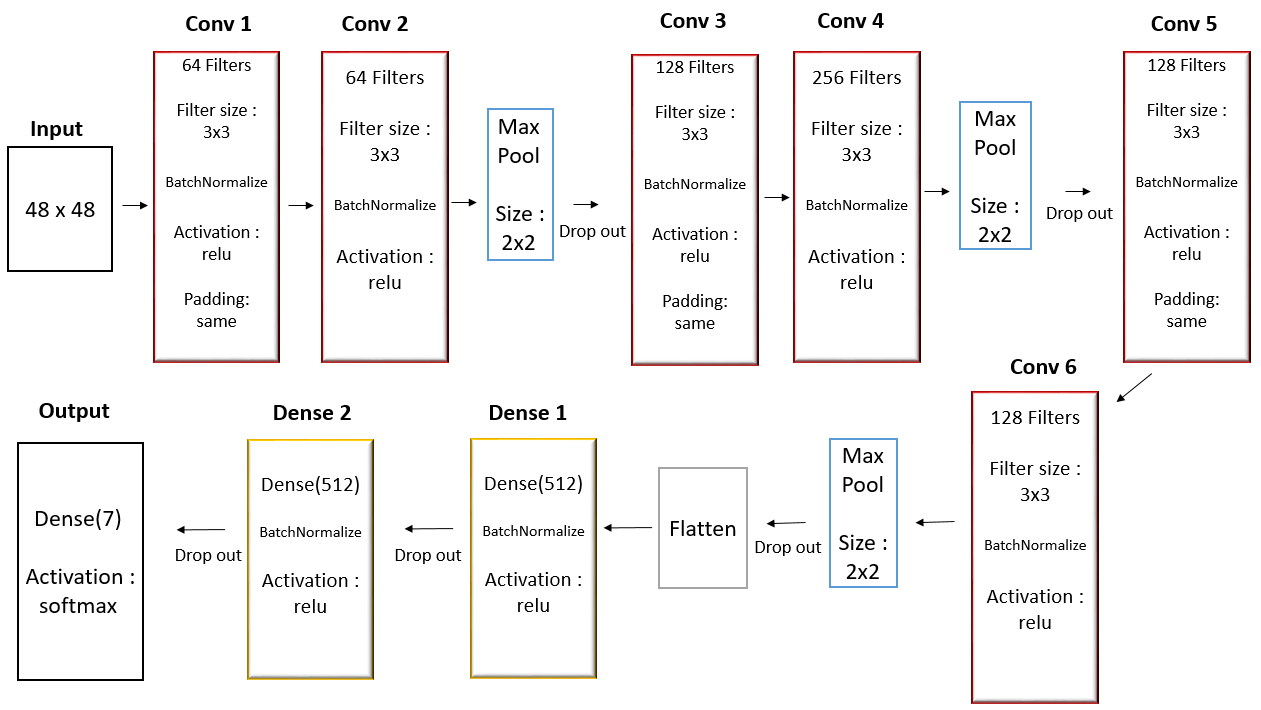 Input
48 x 48
Conv 1
64 Filters
Filter size :
3x3
BatchNormalize
Activation :
relu
Padding:
same
Conv 2
64 Filters
Filter size :
3x3
BatchNormalize
Activation :
relu
Max
Pool
Size :
2x2
Drop out
Conv 3
128 Filters
Filter size :
3x3
BatchNormalize
Activation :
relu
Padding:
same
Conv 4
256 Filters
Filter size :
3x3
BatchNormalize
Activation :
relu
Max
Pool
Size :
2x2
Drop out
Conv 5
128 Filters
Filter size :
3x3
BatchNormalize
Activation :
relu
Padding:
same
Conv 6
128 Filters
Filter size :
3x3
BatchNormalize
Activation :
relu
Max
Pool
Size :
2x2
Drop out
Flatten
Dense 1
Dense(512)
BatchNormalize
Activation :
relu
Drop out
Dense 2
Dense(512)
BatchNormalize
Activation :
relu
Drop out
Output
Dense(7)
Activation :
softmax